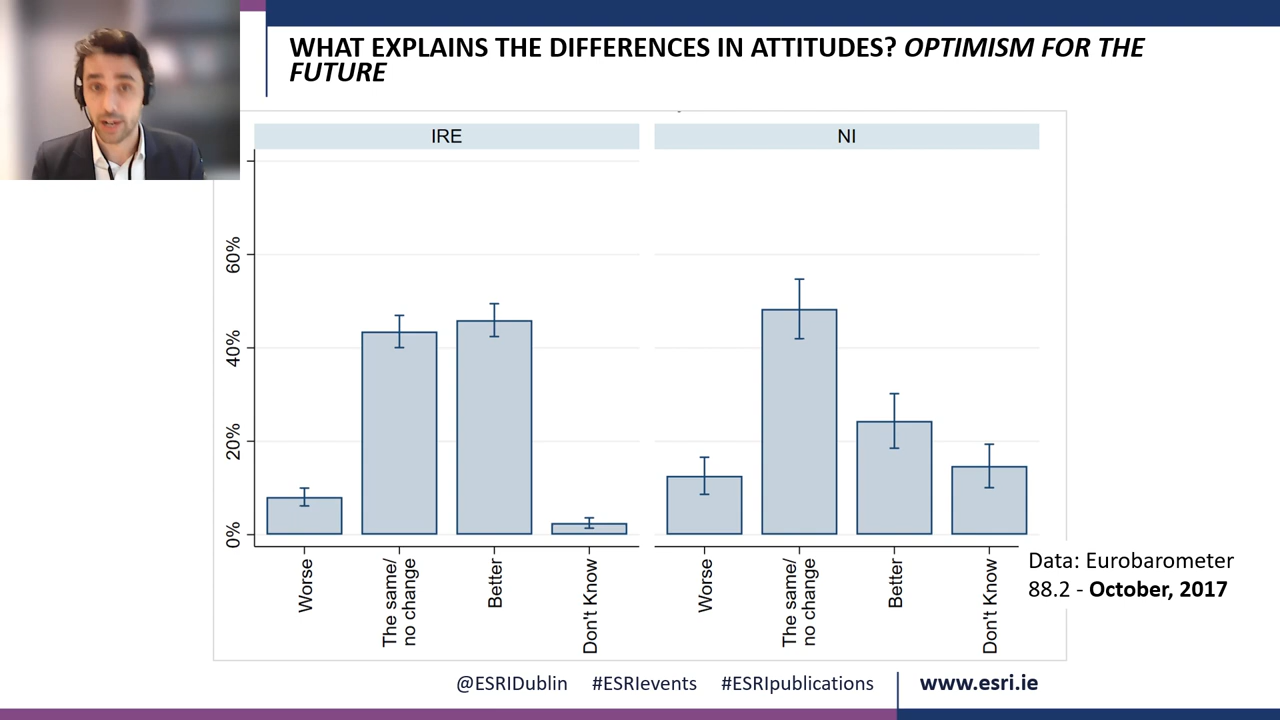 WHAT EXPLAINS THE DIFFERENCES IN ATTITUDES? OPTIMISM FOR THE
FUTURE
IRE
NI
60%
40%
20%
0%
Worse
The same/
no change
Better
Don't Know
Worse
The same/
no change
Better
Don't Know
Data: Eurobarometer
88.2 - October, 2017
@ESRIDublin #ESRIevents #ESRIpublications www.esri.ie